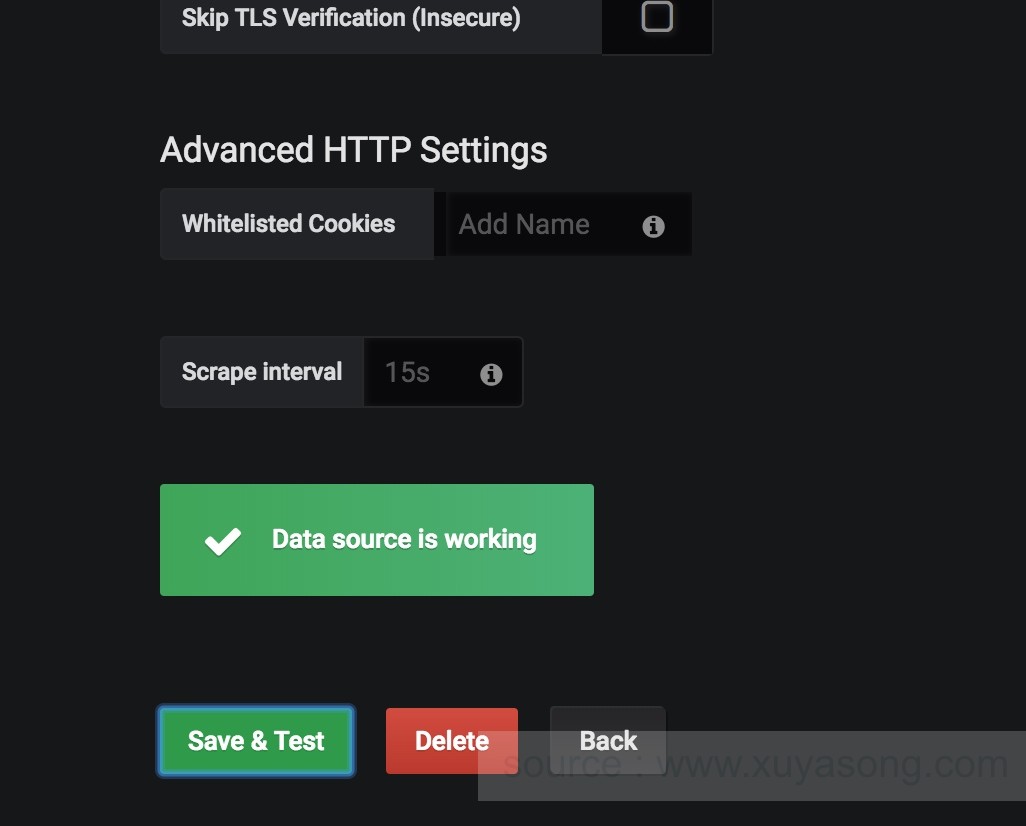 Skip TLS Verification (Insecure)
Advanced HTTP Settings
Whitelisted Cookies Add Name
Scrape interval 15s
Data source is working
Save & Test Delete Back
source : www.xuyasong.com